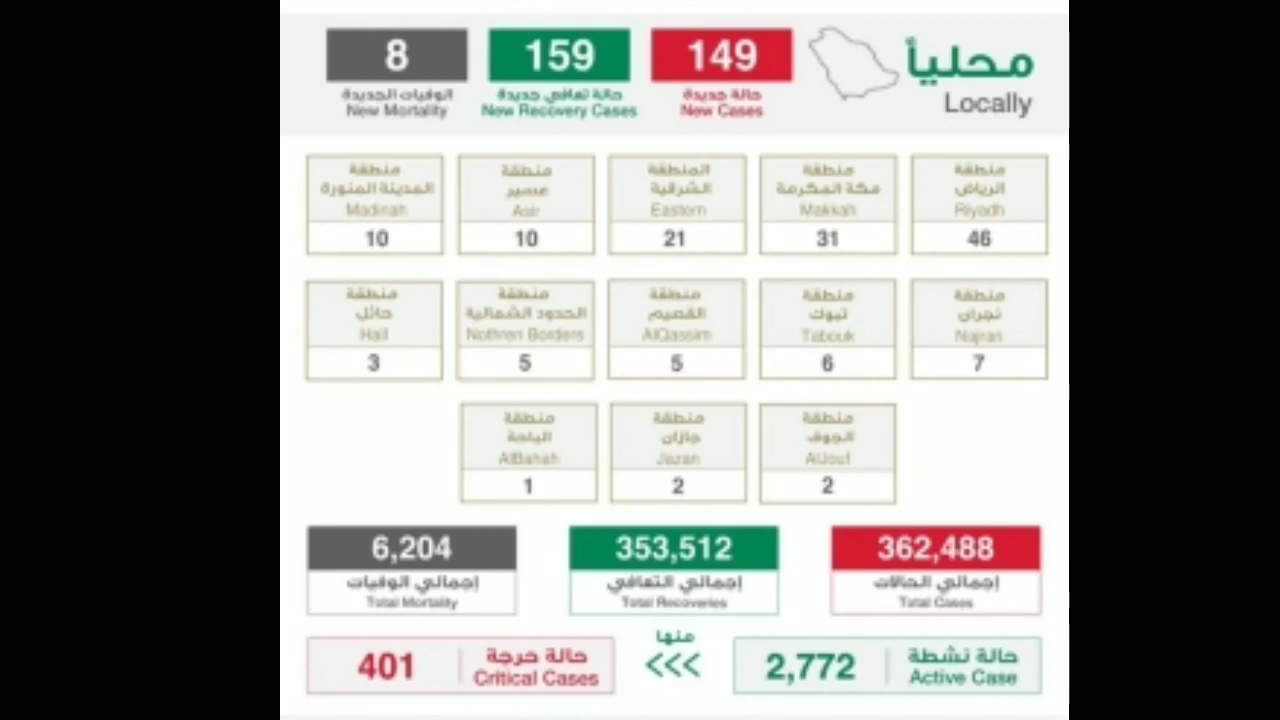 محلياً
Locally
149
حالة جديدة
New Cases
159
حالة تعافي جديدة
New Recovery Cases
8
الوفيات الجديدة
New Mortality
منطقة
الرياض
Riyadh
46
منطقة
مكة المكرمة
Makkah
31
المنطقة
الشرقية
Eastern
21
منطقة
عسير
Asir
10
منطقة
المدينة المنورة
Madinah
10
منطقة
نجران
Najran
7
منطقة
تبوك
Tabouk
6
منطقة
القصيم
AlQassim
5
منطقة
الحدود الشمالية
Nothren Borders
5
منطقة
حائل
Hail
3
منطقة
الجوف
AlJouf
2
منطقة
جازان
Jazan
2
منطقة
الباحة
AlBahah
1
362,488
إجمالي الحالات
Total Cases
353,512
إجمالي التعافي
Total Recoveries
6,204
إجمالي الوفيات
Total Mortality
حالة نشطة
Active Case
2,772
منها
>>>
حالة حرجة
Critical Cases
401